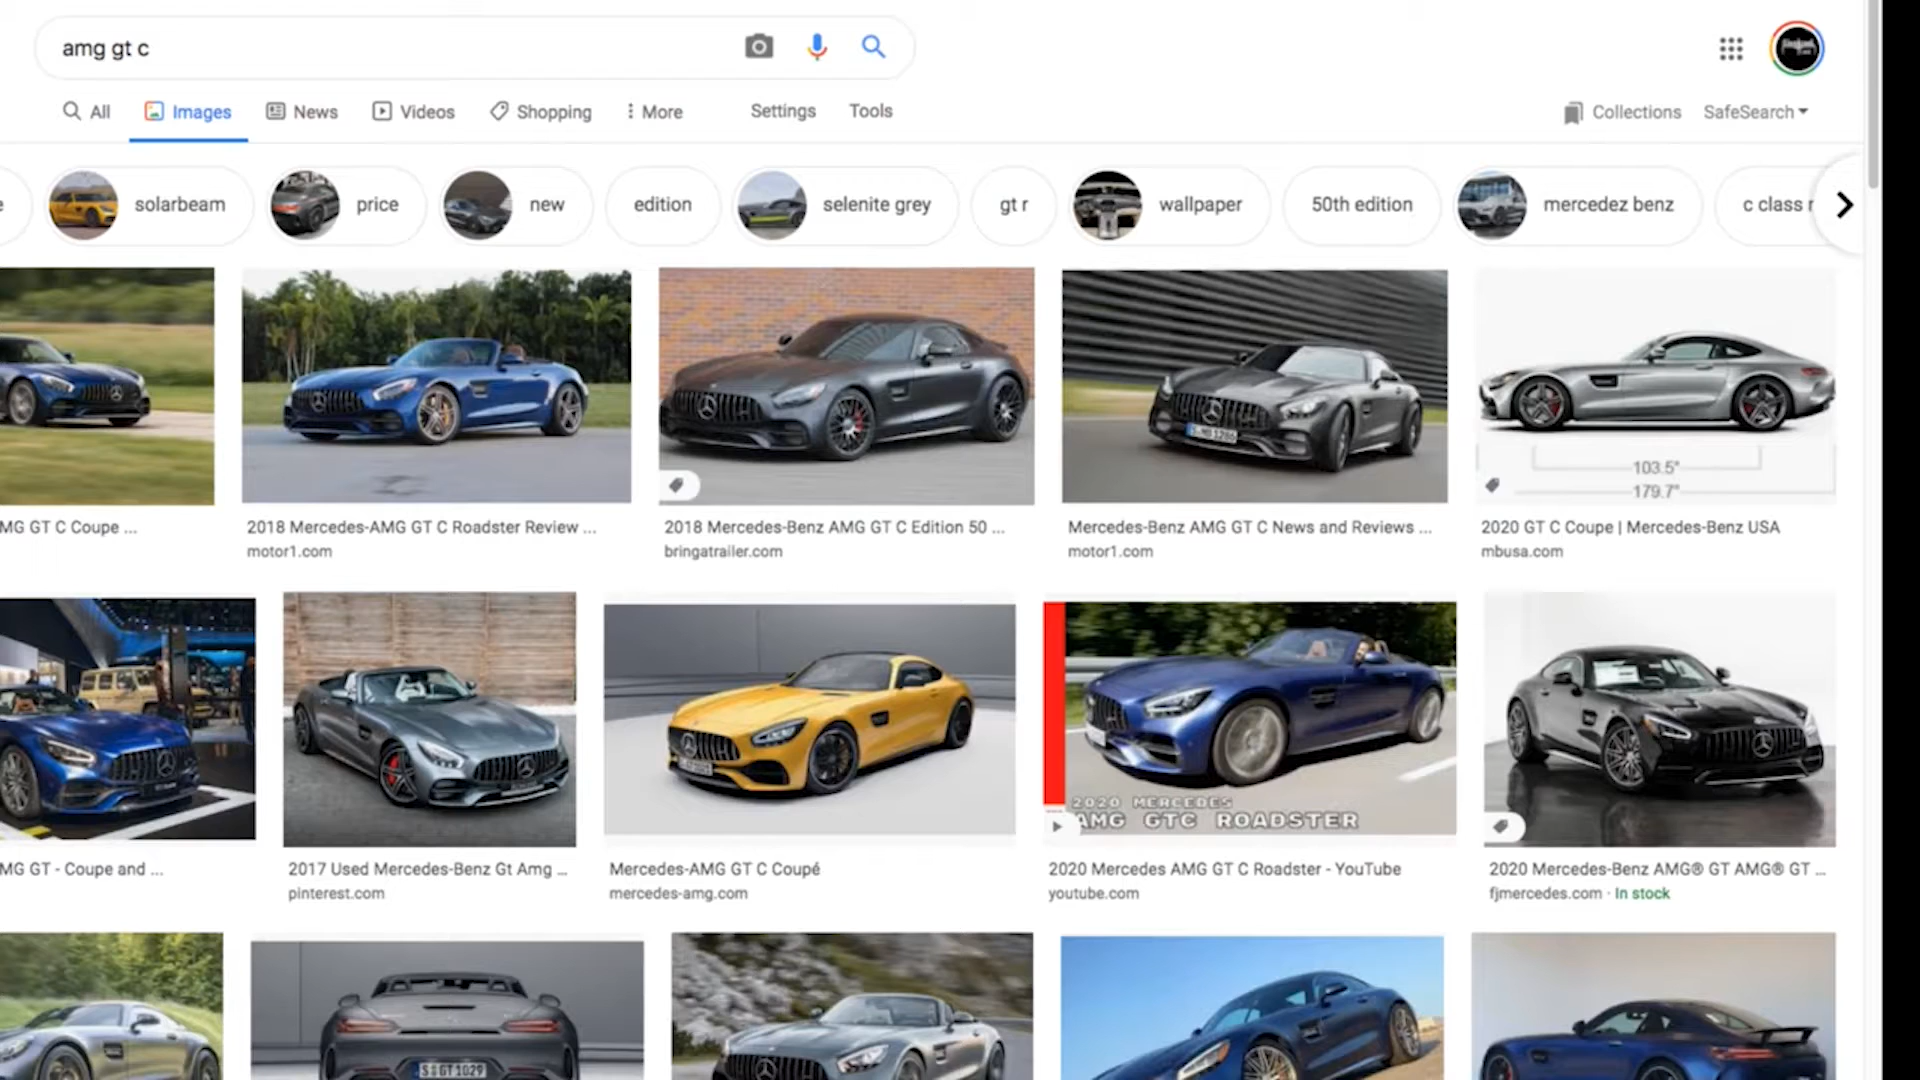 amg gt c
All Images News Videos Shopping More Settings Tools Collections SafeSearch
solarbeam price new edition selenite grey gt r wallpaper 50th edition mercedez benz c class
103.5"
179.7"
MG GT C Coupe ... 2018 Mercedes-AMG GT C Roadster Review ... 2018 Mercedes-Benz AMG GT C Edition 50 ... Mercedes-Benz AMG GT C News and Reviews ... 2020 GT C Coupe | Mercedes-Benz USA
motor1.com bringatrailer.com motor1.com mbusa.com
2020 MERCEDES
AMG GTC ROADSTER
MG GT - Coupe and ... 2017 Used Mercedes-Benz Gt Amg ... Mercedes-AMG GT C Coupé 2020 Mercedes AMG GT C Roadster - YouTube 2020 Mercedes-Benz AMG® GT AMG® GT ...
pinterest.com mercedes-amg.com youtube.com fjmercedes.com · In stock
S GT 1029